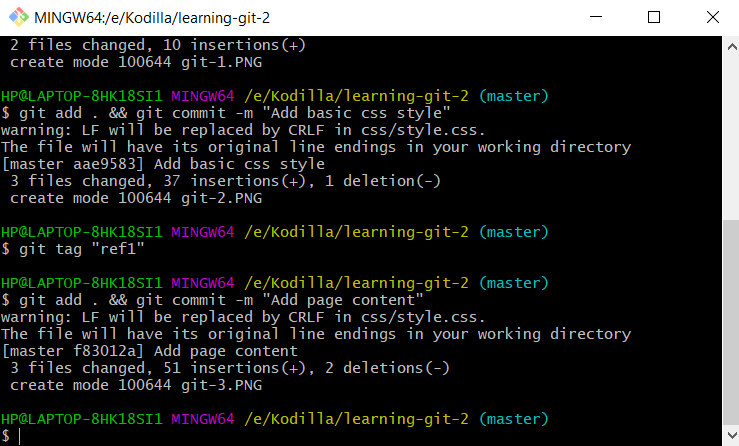 MINGW64:/e/Kodilla/learning-git-2
2 files changed, 10 insertions(+)
create mode 100644 git-1.PNG
HP@LAPTOP-8HK18SI1 MINGW64 /e/Kodilla/learning-git-2 (master)
$ git add . && git commit -m "Add basic css style"
warning: LF will be replaced by CRLF in css/style.css.
The file will have its original line endings in your working directory
[master aae9583] Add basic css style
3 files changed, 37 insertions(+), 1 deletion(-)
create mode 100644 git-2.PNG
HP@LAPTOP-8HK18SI1 MINGW64 /e/Kodilla/learning-git-2 (master)
$ git tag "ref1"
HP@LAPTOP-8HK18SI1 MINGW64 /e/Kodilla/learning-git-2 (master)
$ git add . && git commit -m "Add page content"
warning: LF will be replaced by CRLF in css/style.css.
The file will have its original line endings in your working directory
[master f83012a] Add page content
3 files changed, 51 insertions(+), 2 deletions(-)
create mode 100644 git-3.PNG
HP@LAPTOP-8HK18SI1 MINGW64 /e/Kodilla/learning-git-2 (master)
$